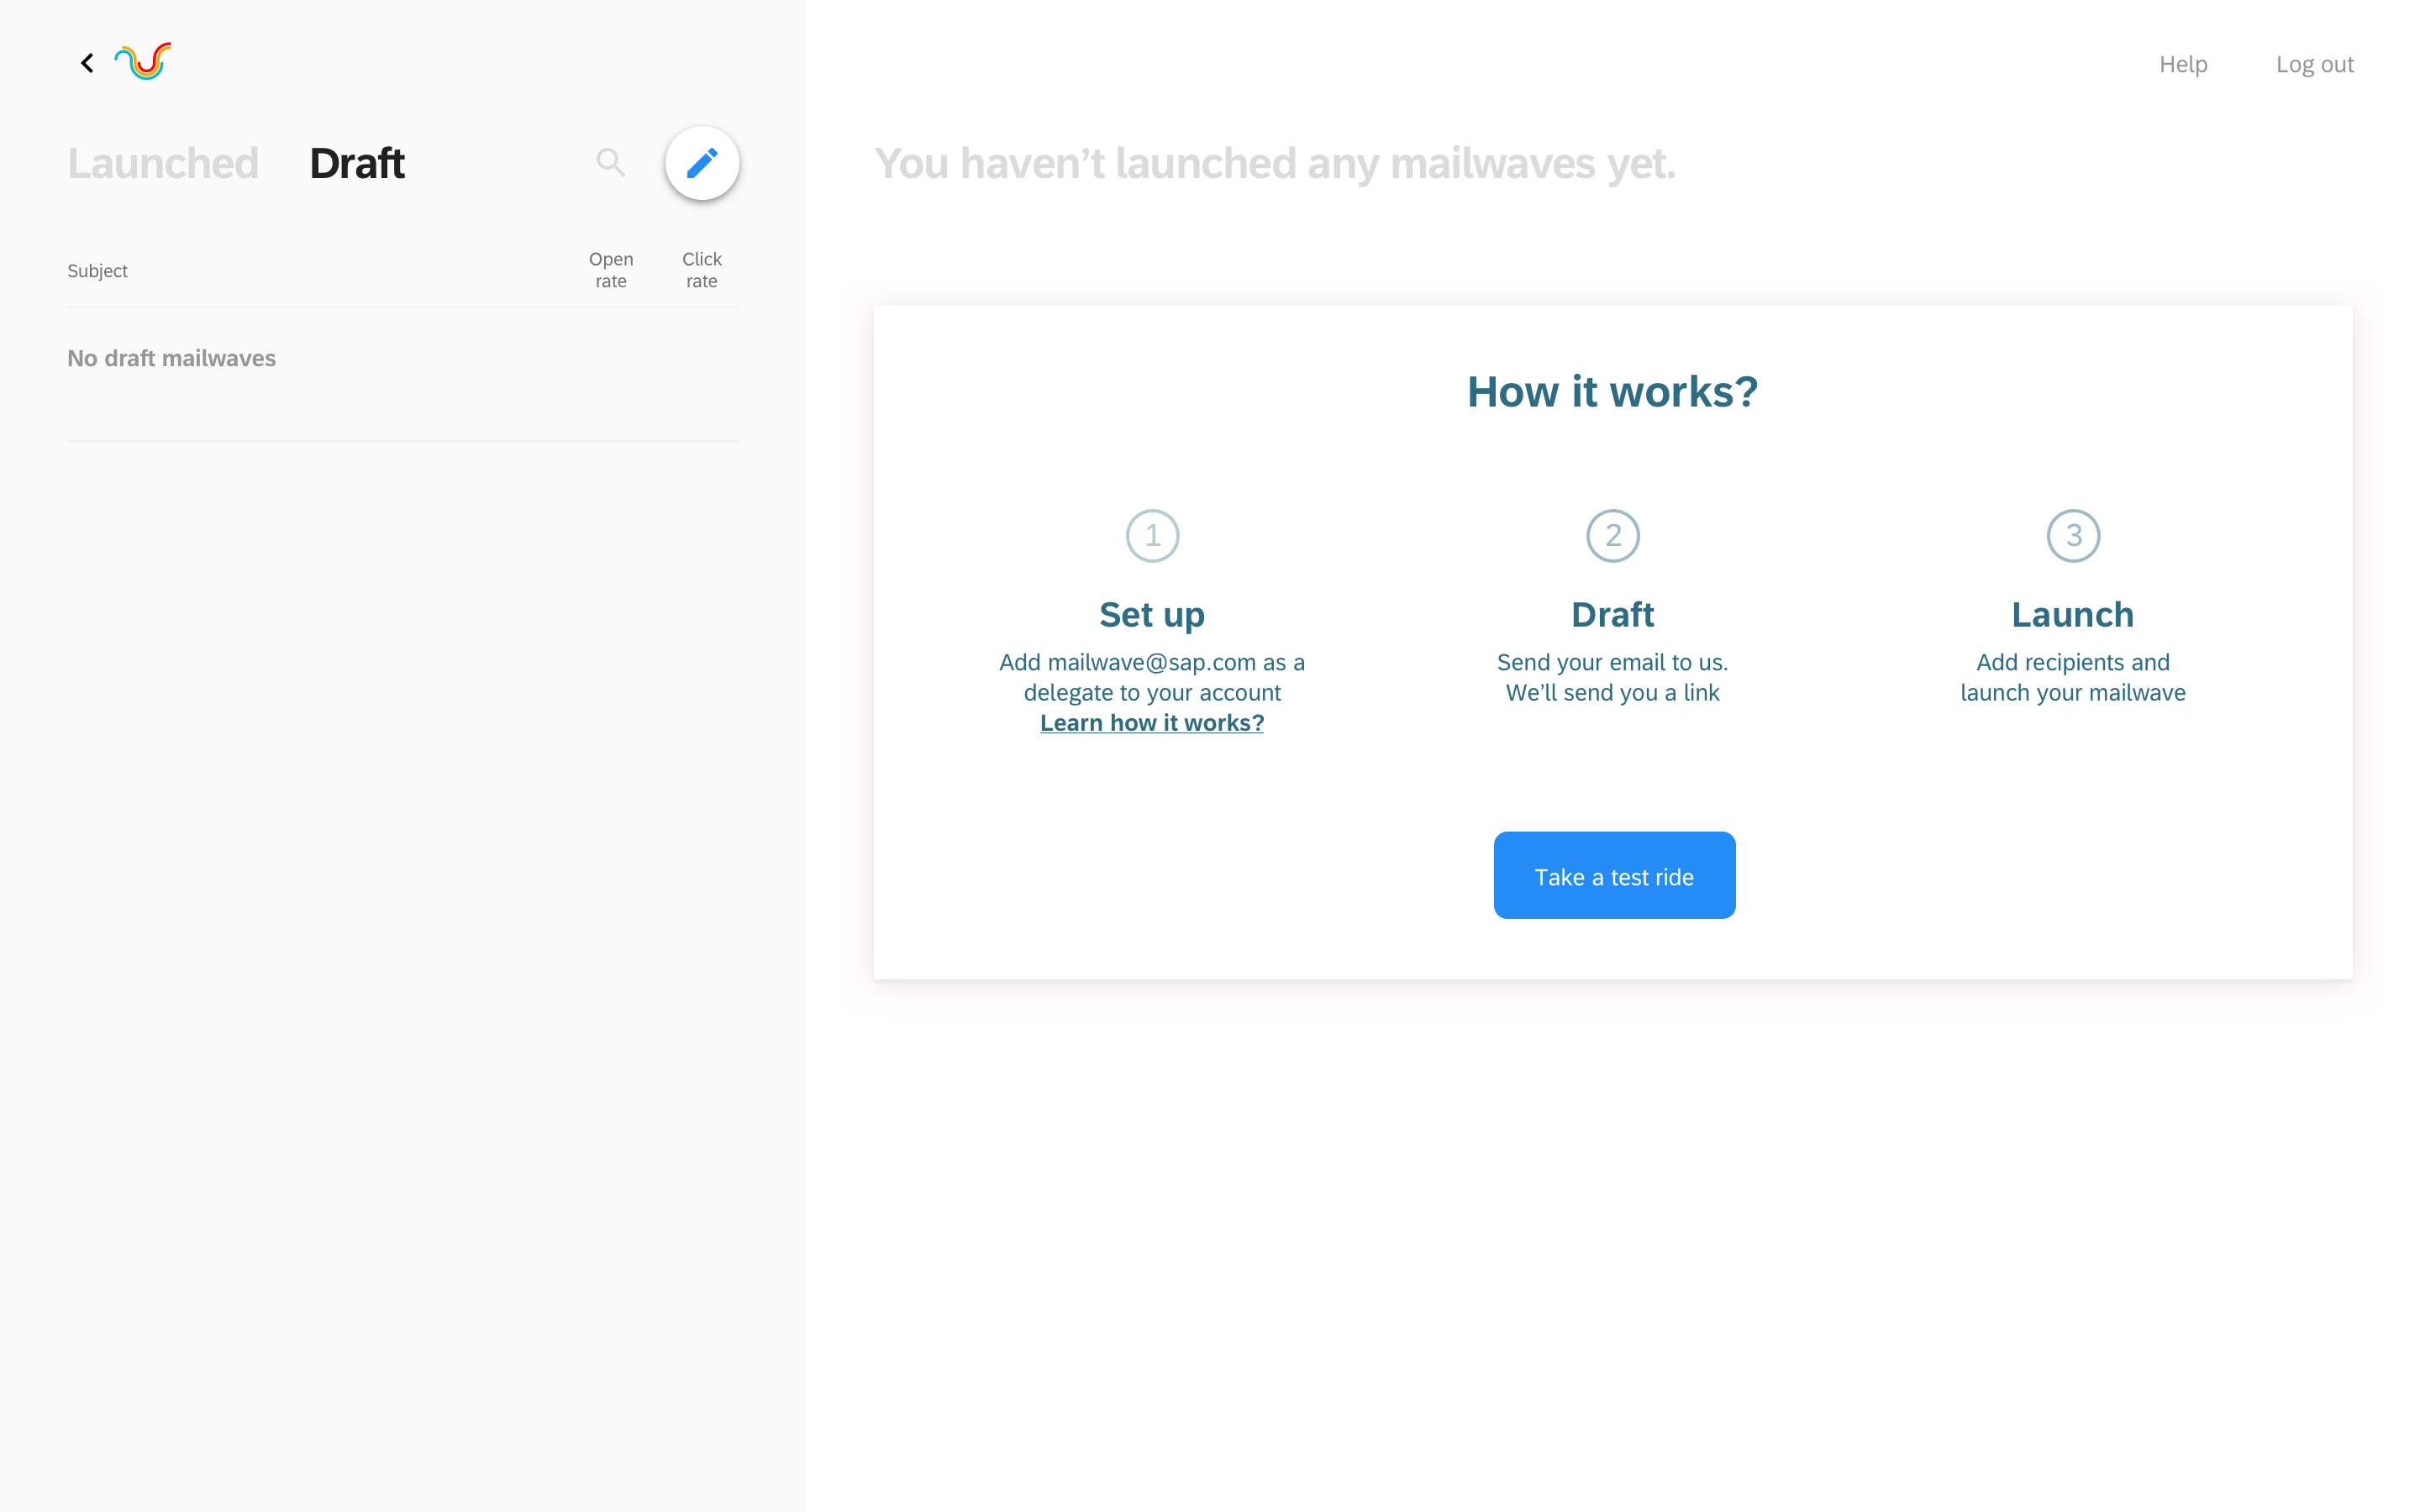 Help
Log out
Launched
Draft
You haven’t launched any mailwaves yet.
Subject
Open
rate
Click
rate
No draft mailwaves
How it works?
1
Set up
Add mailwave@sap.com as a
delegate to your account
Learn how it works?
2
Draft
Send your email to us.
We’ll send you a link
3
Launch
Add recipients and
launch your mailwave
Take a test ride